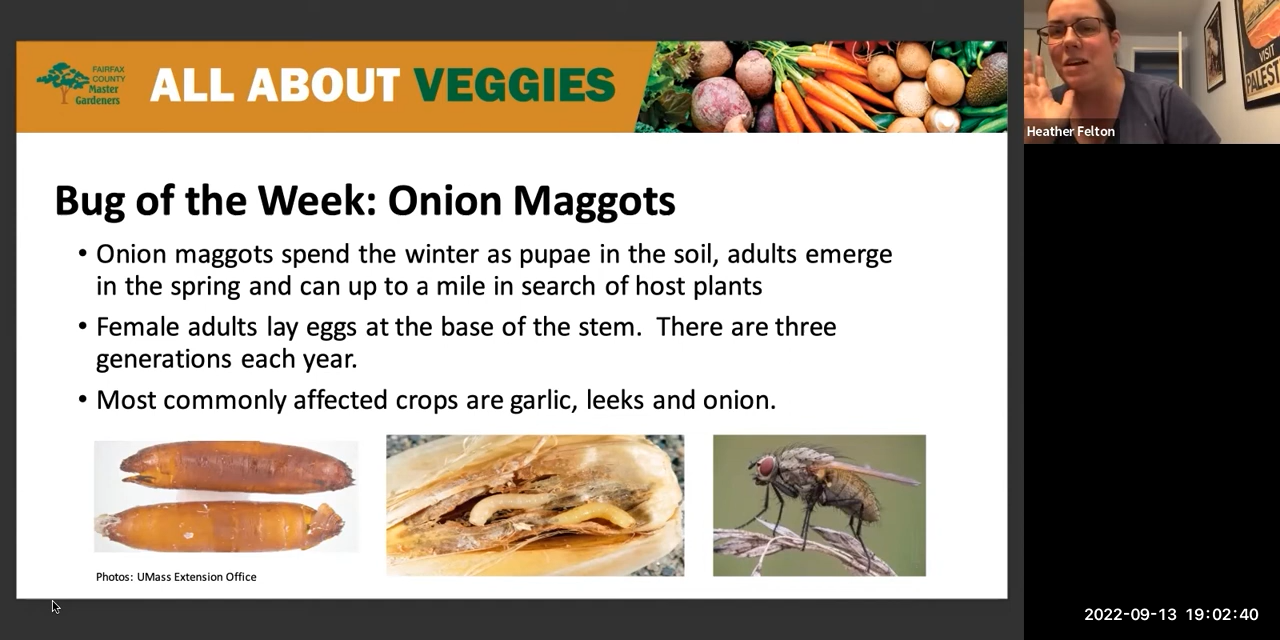 FAIRFAX
COUNTY
Master
Gardeners
ALL ABOUT VEGGIES
Bug of the Week: Onion Maggots
• Onion maggots spend the winter as pupae in the soil, adults emerge
in the spring and can up to a mile in search of host plants
• Female adults lay eggs at the base of the stem.  There are three
generations each year.
• Most commonly affected crops are garlic, leeks and onion.
Photos: UMass Extension Office
VISIT
Heather Felton
2022-09-13 19:02:40